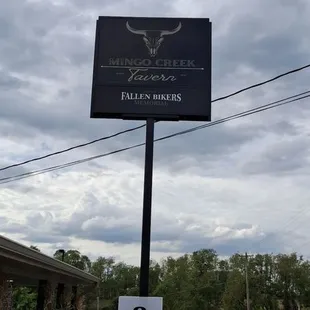 MINGO CREEK
Tavern
FALLEN BIKERS
MEMORIAL